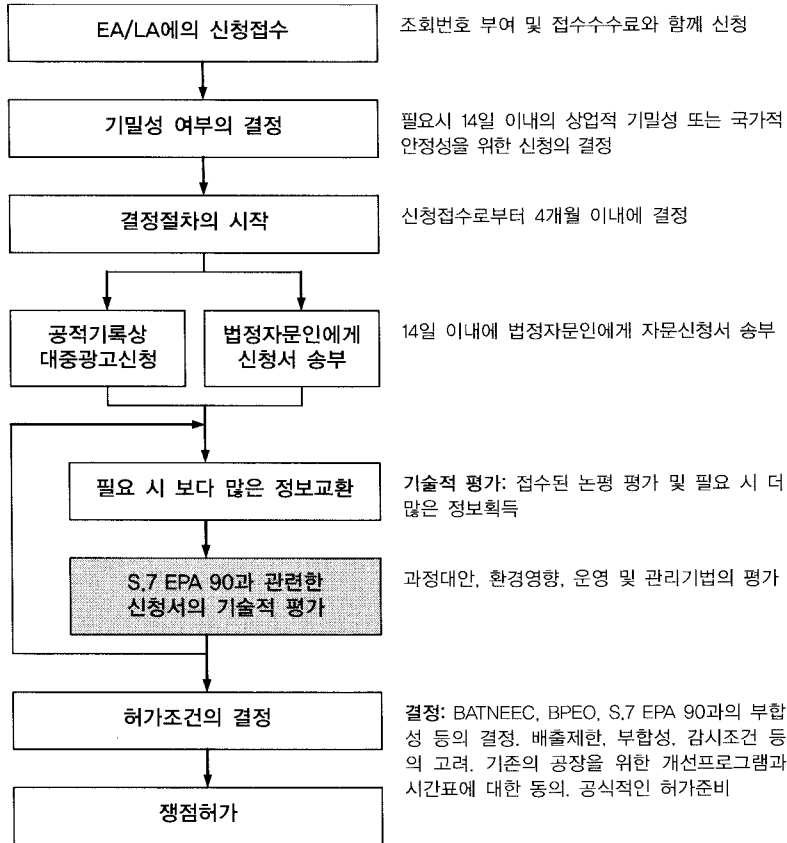 EA/LA에의 신청접수
조회번호 부여 및 접수수수료와 함께 신청
기밀성 여부의 결정
필요시 14일 이내의 상업적 기밀성 또는 국가적
안정성을 위한 신청의 결정
결정절차의 시작
신청접수로부터 4개월 이내에 결정
공적기록상
대중광고신청
법정자문인에게
신청서 송부
14일 이내에 법정자문인에게 자문신청서 송부
필요 시 보다 많은 정보교환
기술적 평가: 접수된 논평 평가 및 필요 시 더
많은 정보획득
S.7 EPA 90과 관련한
신청서의 기술적 평가
과정대안, 환경영향, 운영 및 관리기법의 평가
허가조건의 결정
결정: BATNEEC, BPEO, S.7 EPA 90과의 부합
성 등의 결정. 배출제한, 부합성, 감시조건 등
의 고려. 기존의 공장을 위한 개선프로그램과
시간표에 대한 동의. 공식적인 허가준비
쟁점허가